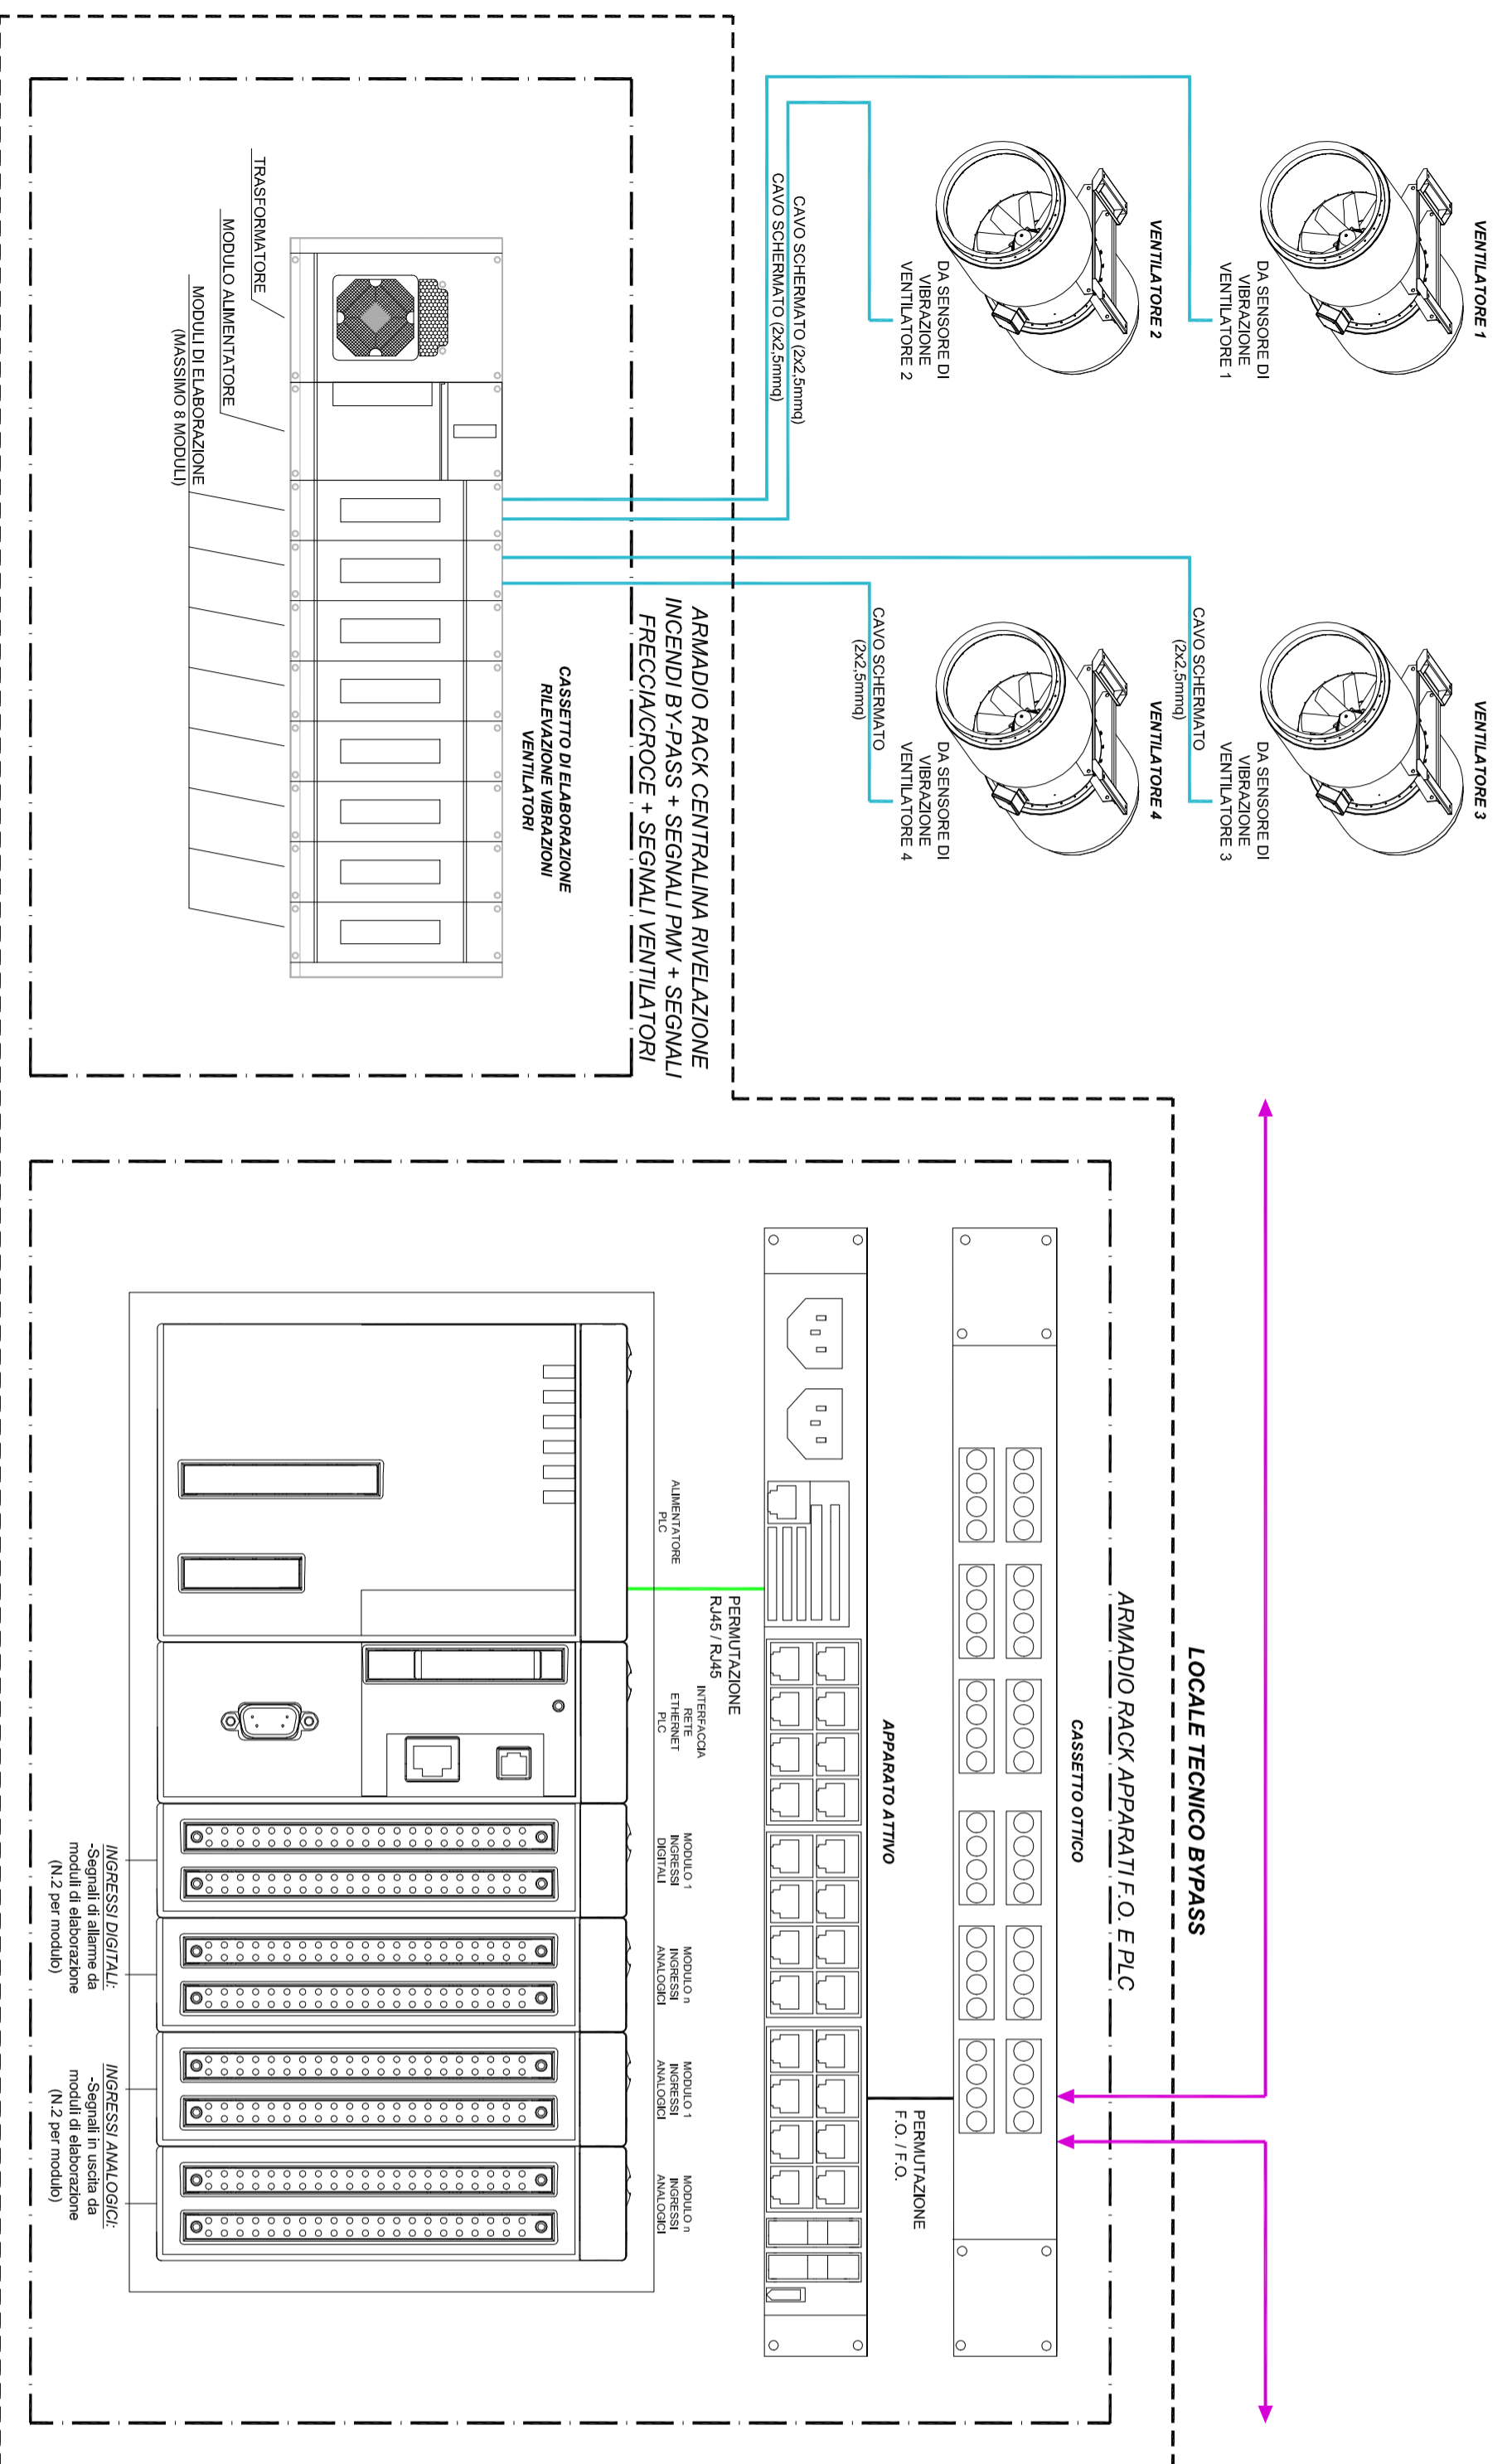 VENTILATORE 1
DA SENSORE DI
VIBRAZIONE
VENTILATORE 1
VENTILATORE 3
DA SENSORE DI
VIBRAZIONE
VENTILATORE 3
CAVO SCHERMATO
(2x2,5mmq)
VENTILATORE 2
DA SENSORE DI
VIBRAZIONE
VENTILATORE 2
VENTILATORE 4
DA SENSORE DI
VIBRAZIONE
VENTILATORE 4
CAVO SCHERMATO
(2x2,5mmq)
CAVO SCHERMATO (2x2,5mmq)
CAVO SCHERMATO (2x2,5mmq)
ARMADIO RACK CENTRALINA RIVELAZIONE
INCENDI BY-PASS + SEGNALI PMV + SEGNALI
FRECCIA/CROCE + SEGNALI VENTILATORI
CASSETTO DI ELABORAZIONE
RILEVAZIONE VIBRAZIONI
VENTILATORI
TRASFORMATORE
MODULO ALIMENTATORE
MODULI DI ELABORAZIONE
(MASSIMO 8 MODULI)
LOCALE TECNICO BYPASS
ARMADIO RACK APPARATI F.O. E PLC
CASSETTO OTTICO
PERMUTAZIONE
F.O. / F.O.
APPARATO ATTIVO
PERMUTAZIONE
RJ45 / RJ45
ALIMENTATORE
PLC
INTERFACCIA
RETE
ETHERNET
PLC
MODULO 1
INGRESSI
DIGITALI
MODULO n
INGRESSI
ANALOGICI
MODULO 1
INGRESSI
ANALOGICI
MODULO n
INGRESSI
ANALOGICI
INGRESSI DIGITALI:
-Segnali di allarme da
moduli di elaborazione
(N.2 per modulo)
INGRESSI ANALOGICI:
-Segnali in uscita da
moduli di elaborazione
(N.2 per modulo)